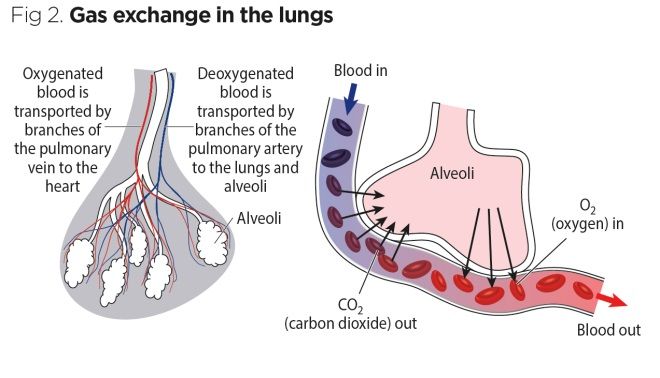 Fig 2. Gas exchange in the lungs
Oxygenated
blood is
transported by
branches of
the pulmonary
vein to the
heart
Deoxygenated
blood is
transported by
branches of the
pulmonary artery
to the lungs and
alveoli
Alveoli
Blood in
Alveoli
O₂
(oxygen) in
CO₂
(carbon dioxide) out
Blood out